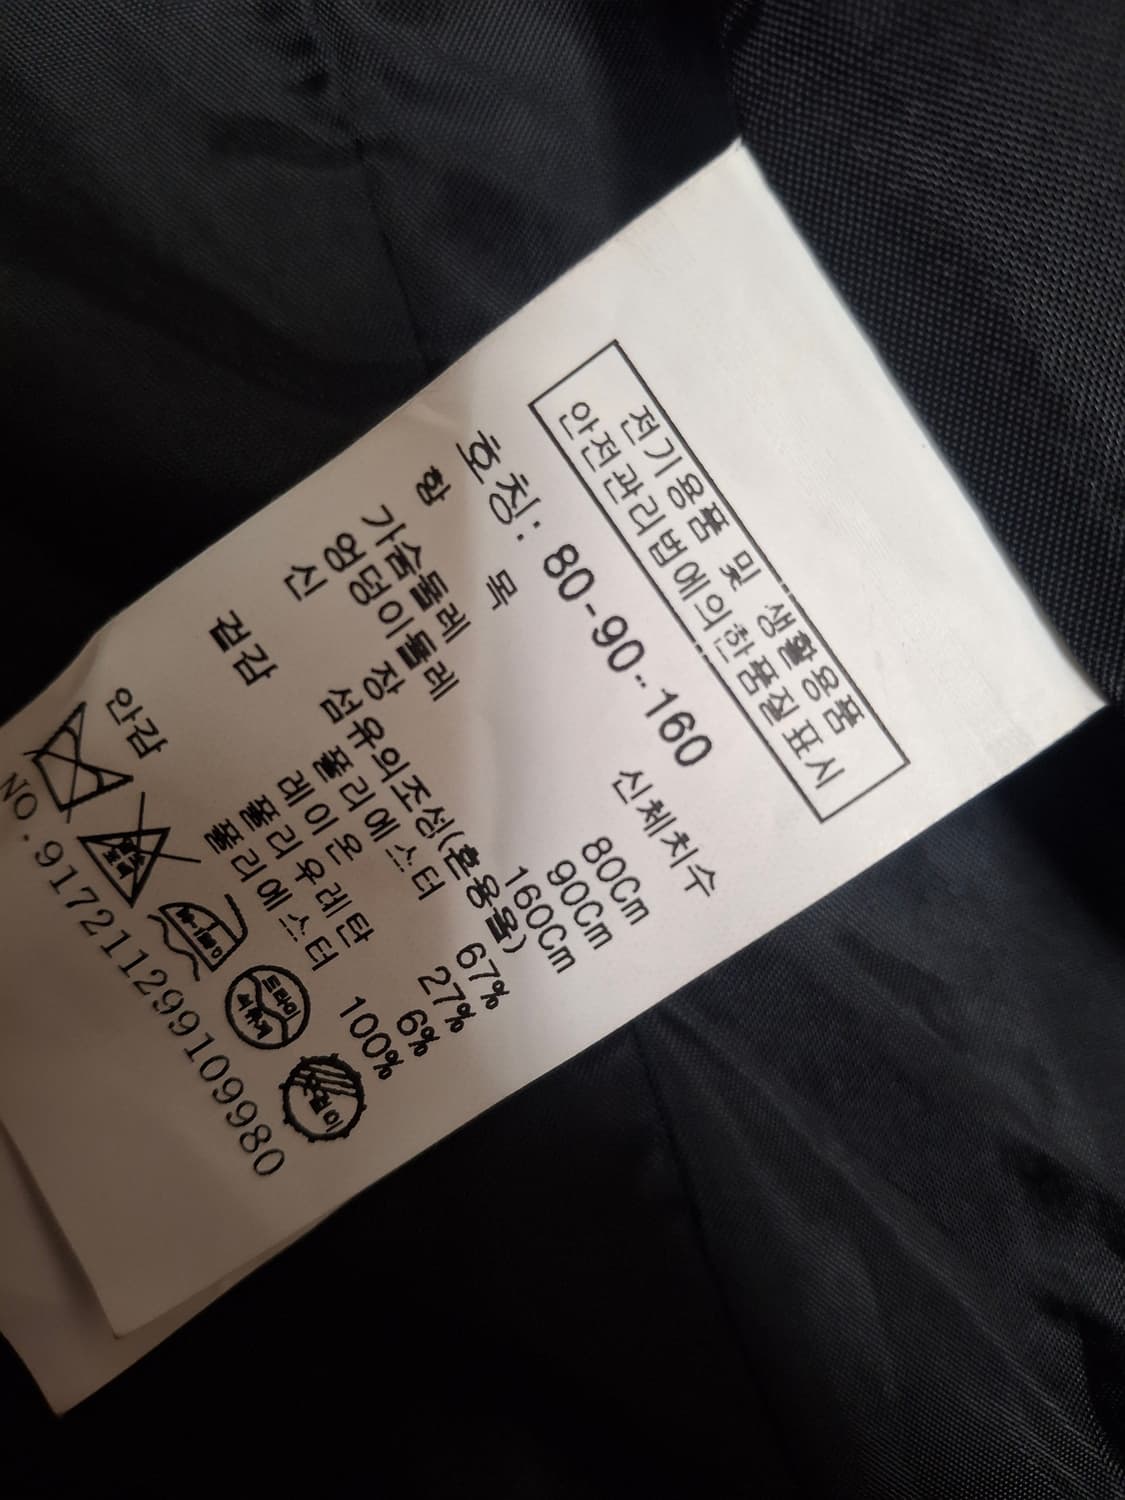 전기용품 및 생활용품
안전관리법에의한품질표시
호칭: 80-90-160
항 목 신체치수
가슴둘레 80Cm
엉덩이둘레 90Cm
신 장 160Cm
섬유의조성(혼용율)
겉감 폴리에스터 67%
레이온 27%
폴리우레탄 6%
안감 폴리에스터 100%
드라이
NO.917211299109980